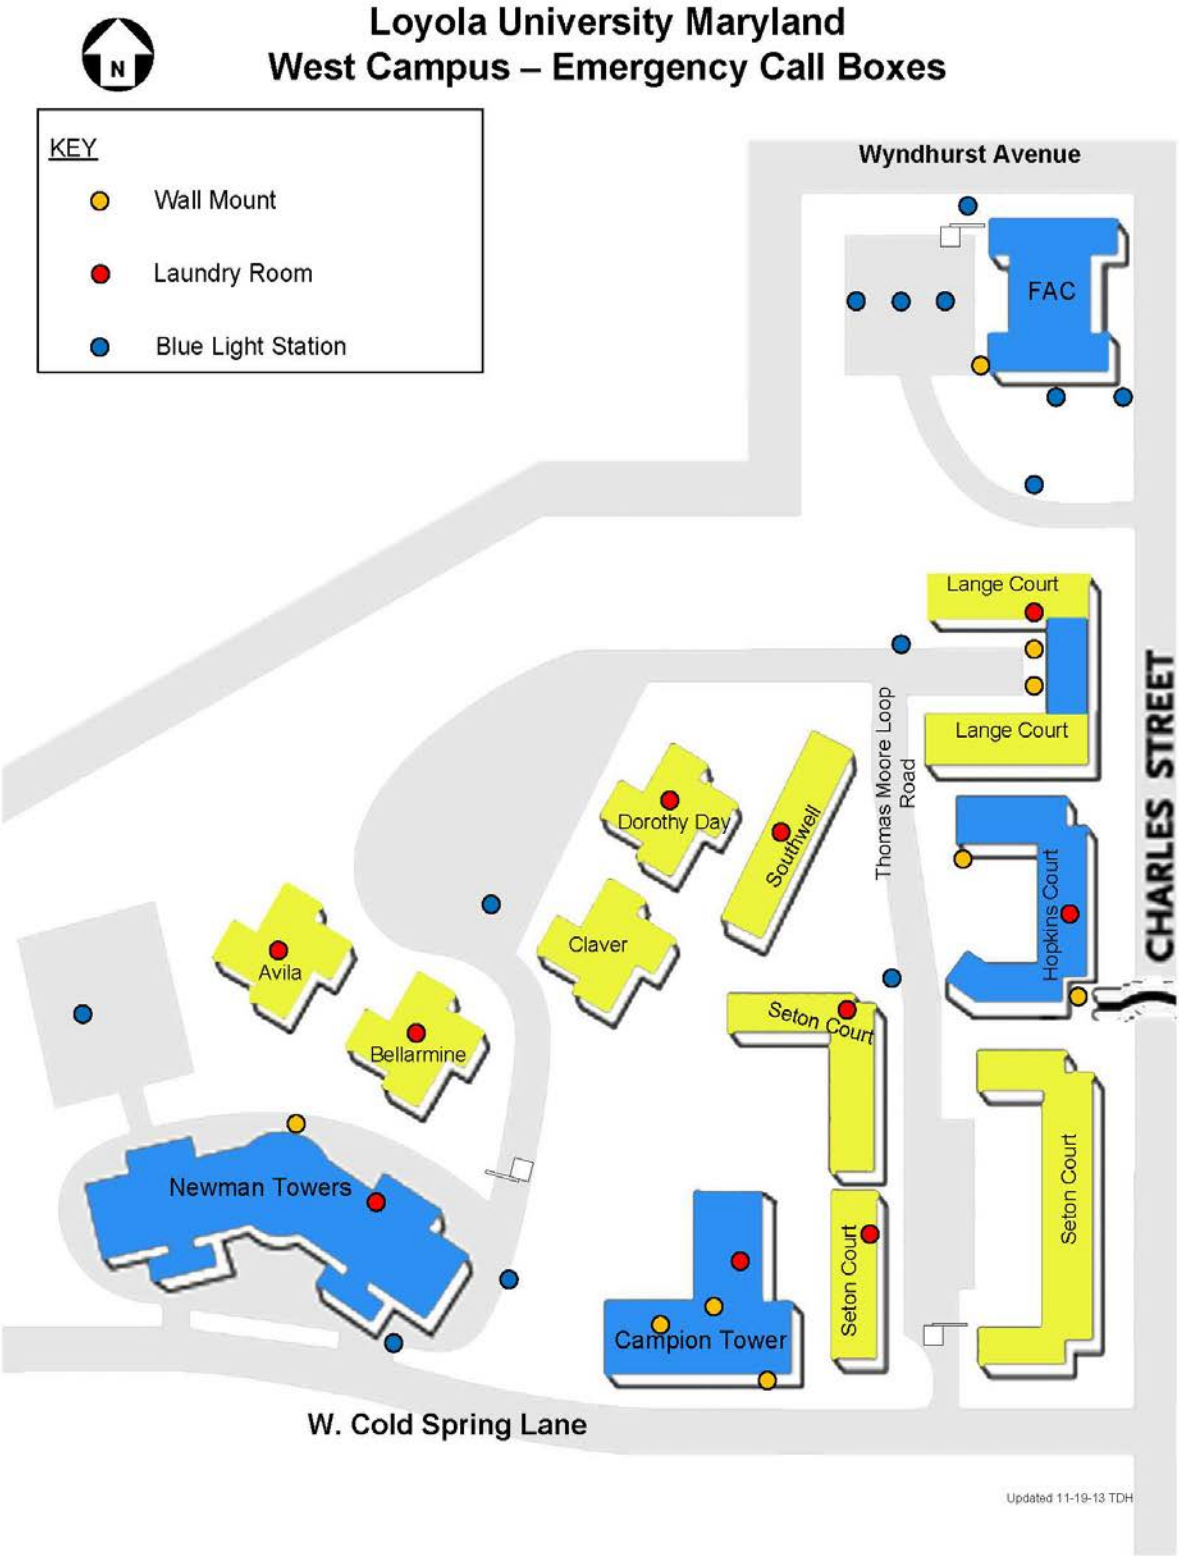 Loyola University Maryland
West Campus – Emergency Call Boxes
N
KEY
Wall Mount
Laundry Room
Blue Light Station
Wyndhurst Avenue
FAC
Lange Court
Lange Court
Thomas Moore Loop
Road
CHARLES STREET
Dorothy Day
Southwell
Hopkins Court
Claver
Avila
Bellarmine
Seton Court
Newman Towers
Seton Court
Seton Court
Campion Tower
W. Cold Spring Lane
Updated 11-19-13 TDH